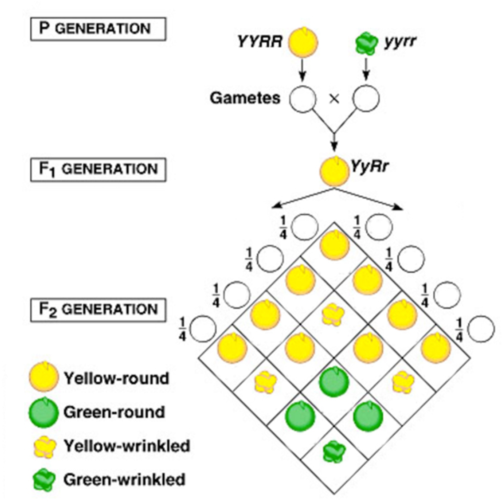 P GENERATION
YYRR
yyrr
Gametes
×
F₁ GENERATION
YyRr
1/4
1/4
1/4
1/4
1/4
1/4
1/4
1/4
F₂ GENERATION
Yellow-round
Green-round
Yellow-wrinkled
Green-wrinkled